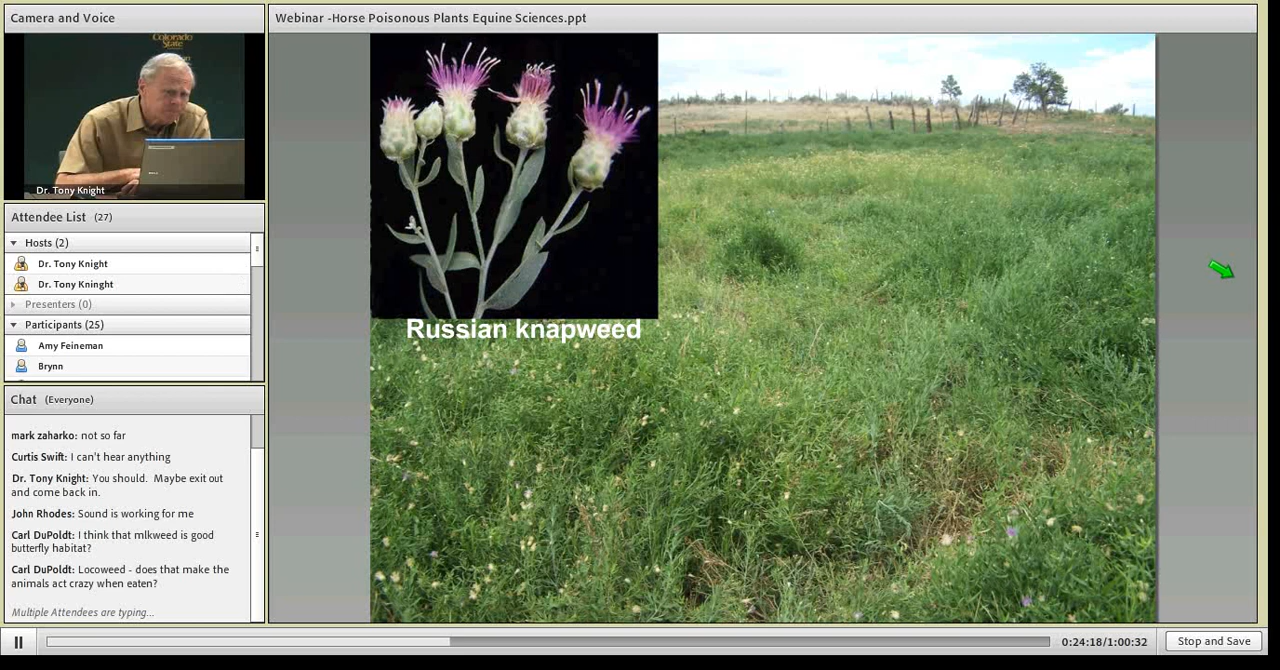 Camera and Voice
Colorado
State
Dr. Tony Knight
Attendee List (27)
Hosts (2)
Dr. Tony Knight
Dr. Tony Kninght
Presenters (0)
Participants (25)
Amy Feineman
Brynn
Chat (Everyone)
mark zaharko: not so far
Curtis Swift: I can't hear anything
Dr. Tony Knight: You should. Maybe exit out
and come back in.
John Rhodes: Sound is working for me
Carl DuPoldt: I think that mlkweed is good
butterfly habitat?
Carl DuPoldt: Locoweed - does that make the
animals act crazy when eaten?
Multiple Attendees are typing...
Webinar -Horse Poisonous Plants Equine Sciences.ppt
Russian knapweed
0:24:18/1:00:32
Stop and Save